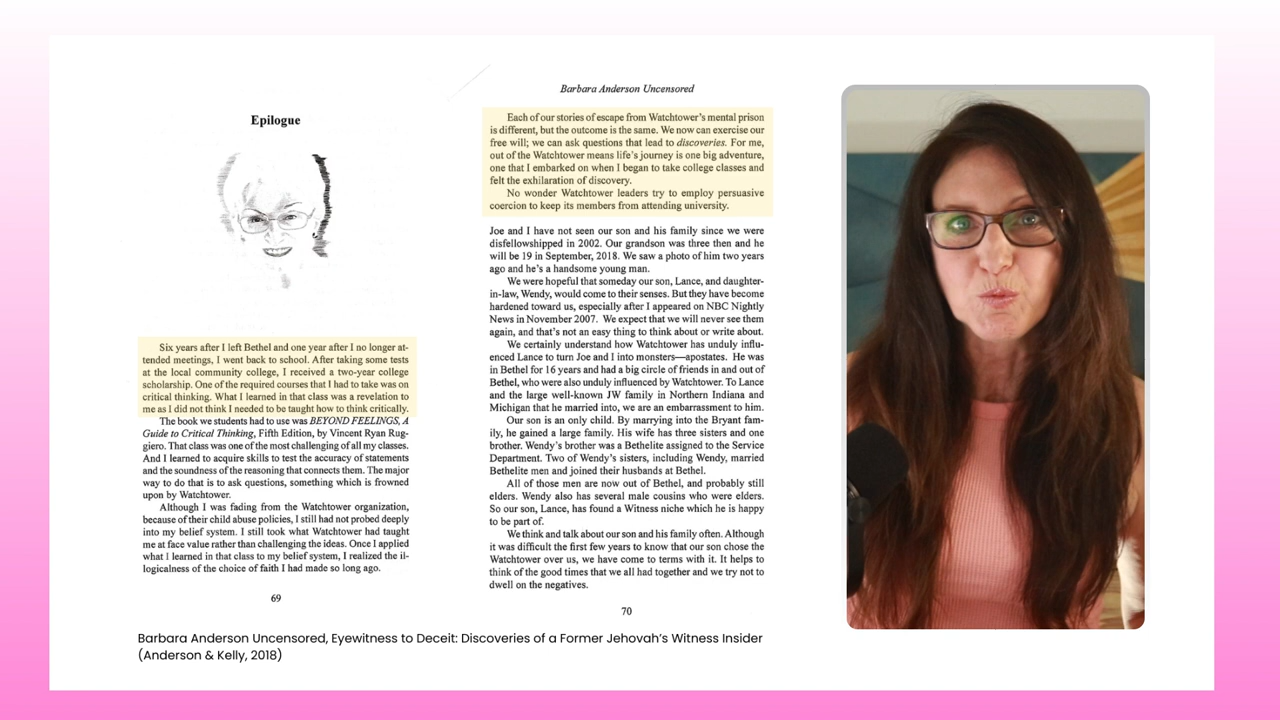 Epilogue
Six years after I left Bethel and one year after I no longer at-
tended meetings, I went back to school. After taking some tests
at the local community college, I received a two-year college
scholarship. One of the required courses that I had to take was on
critical thinking. What I learned in that class was a revelation to
me as I did not think I needed to be taught how to think critically.
The book we students had to use was BEYOND FEELINGS, A
Guide to Critical Thinking, Fifth Edition, by Vincent Ryan Rug-
giero. That class was one of the most challenging of all my classes.
And I learned to acquire skills to test the accuracy of statements
and the soundness of the reasoning that connects them. The major
way to do that is to ask questions, something which is frowned
upon by Watchtower.
Although I was fading from the Watchtower organization,
because of their child abuse policies, I still had not probed deeply
into my belief system. I still took what Watchtower had taught
me at face value rather than challenging the ideas. Once I applied
what I learned in that class to my belief system, I realized the il-
logicalness of the choice of faith I had made so long ago.
69
Barbara Anderson Uncensored
Each of our stories of escape from Watchtower's mental prison
is different, but the outcome is the same. We now can exercise our
free will; we can ask questions that lead to discoveries. For me,
out of the Watchtower means life's journey is one big adventure,
one that I embarked on when I began to take college classes and
felt the exhilaration of discovery.
No wonder Watchtower leaders try to employ persuasive
coercion to keep its members from attending university.
Joe and I have not seen our son and his family since we were
disfellowshipped in 2002. Our grandson was three then and he
will be 19 in September, 2018. We saw a photo of him two years
ago and he's a handsome young man.
We were hopeful that someday our son, Lance, and daughter-
in-law, Wendy, would come to their senses. But they have become
hardened toward us, especially after I appeared on NBC Nightly
News in November 2007. We expect that we will never see them
again, and that's not an easy thing to think about or write about.
We certainly understand how Watchtower has unduly influ-
enced Lance to turn Joe and I into monsters—apostates. He was
in Bethel for 16 years and had a big circle of friends in and out of
Bethel, who were also unduly influenced by Watchtower. To Lance
and the large well-known JW family in Northern Indiana and
Michigan that he married into, we are an embarrassment to him.
Our son is an only child. By marrying into the Bryant fam-
ily, he gained a large family. His wife has three sisters and one
brother. Wendy's brother was a Bethelite assigned to the Service
Department. Two of Wendy's sisters, including Wendy, married
Bethelite men and joined their husbands at Bethel.
All of those men are now out of Bethel, and probably still
elders. Wendy also has several male cousins who were elders.
So our son, Lance, has found a Witness niche which he is happy
to be part of.
We think and talk about our son and his family often. Although
it was difficult the first few years to know that our son chose the
Watchtower over us, we have come to terms with it. It helps to
think of the good times that we all had together and we try not to
dwell on the negatives.
70
Barbara Anderson Uncensored, Eyewitness to Deceit: Discoveries of a Former Jehovah's Witness Insider
(Anderson & Kelly, 2018)